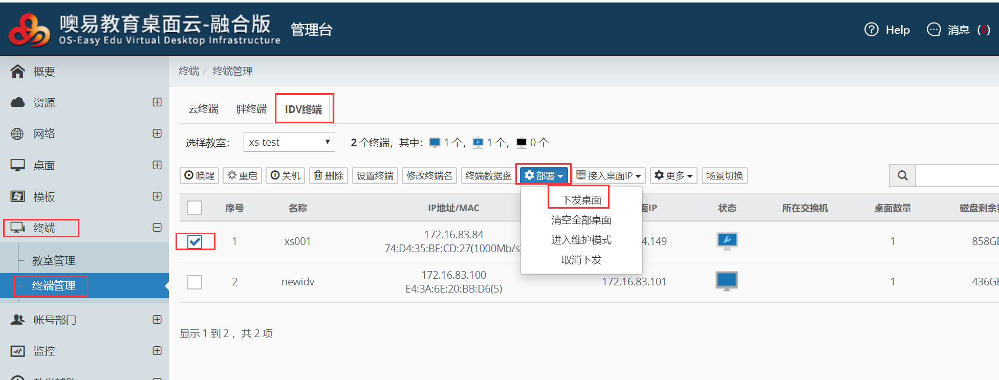 噢易教育桌面云-融合版
OS-Easy Edu Virtual Desktop Infrastructure
管理台
Help
消息 (0)
概要
资源
网络
桌面
模板
终端
教室管理
终端管理
帐号部门
监控
终端 / 终端管理
云终端 胖终端 IDV终端
选择教室: xs-test 2 个终端, 其中: 1 个, 1 个, 0 个
唤醒 重启 关机 删除 设置终端 修改终端名 终端数据盘 部署 接入桌面IP 更多 场景切换
下发桌面
清空全部桌面
进入维护模式
取消下发
序号 名称 IP地址/MAC 面IP 状态 所在交换机 桌面数量 磁盘剩余
1 xs001 172.16.83.84 4.149 1 858GE
74:D4:35:BE:CD:27(1000Mb/s)
2 newidv 172.16.83.100 172.16.83.101 1 436GE
E4:3A:6E:20:BB:D6(5)
显示 1 到 2 ，共 2 项